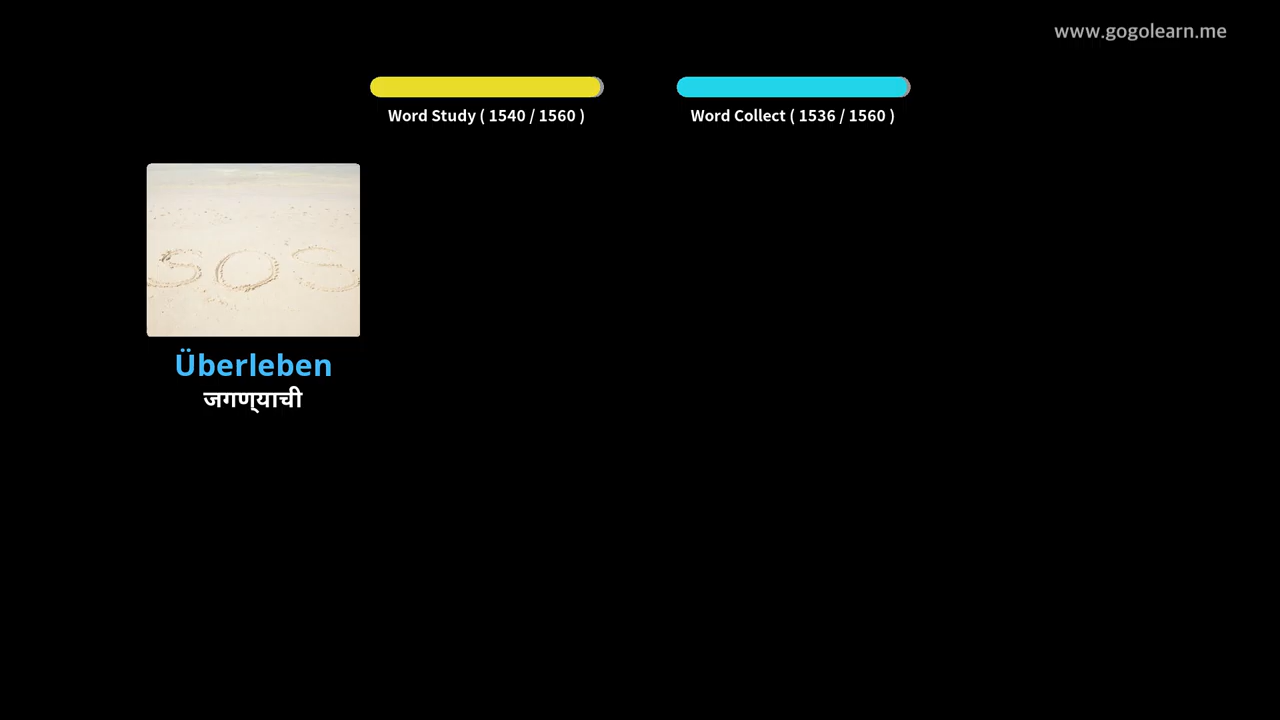 www.gogolearn.me
Word Study ( 1540 / 1560 )
Word Collect ( 1536 / 1560 )
SOS
Überleben
जगण्याची